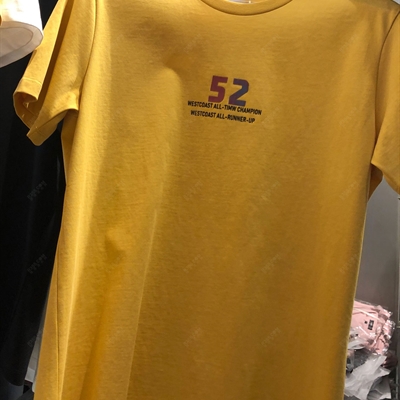 52
WESTCOAST ALL-TIMW CHAMPION
WESTCOAST ALL-RUNNER-UP